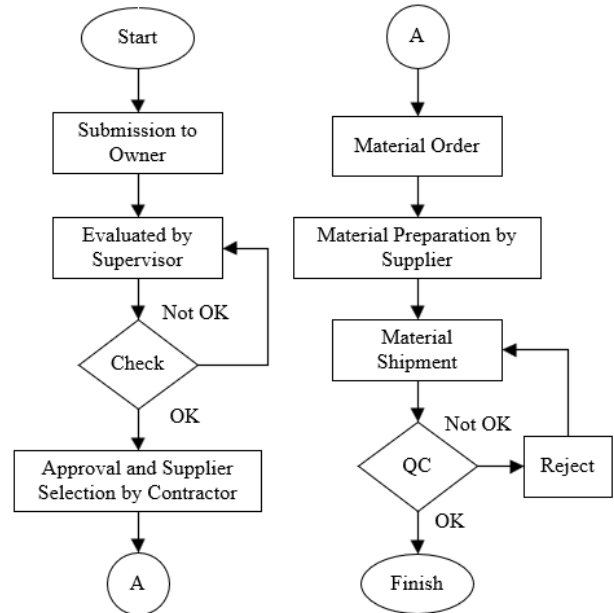 Start
Submission to
Owner
Evaluated by
Supervisor
Not OK
Check
OK
Approval and Supplier
Selection by Contractor
A
A
Material Order
Material Preparation by
Supplier
Material
Shipment
Not OK
QC
Reject
OK
Finish